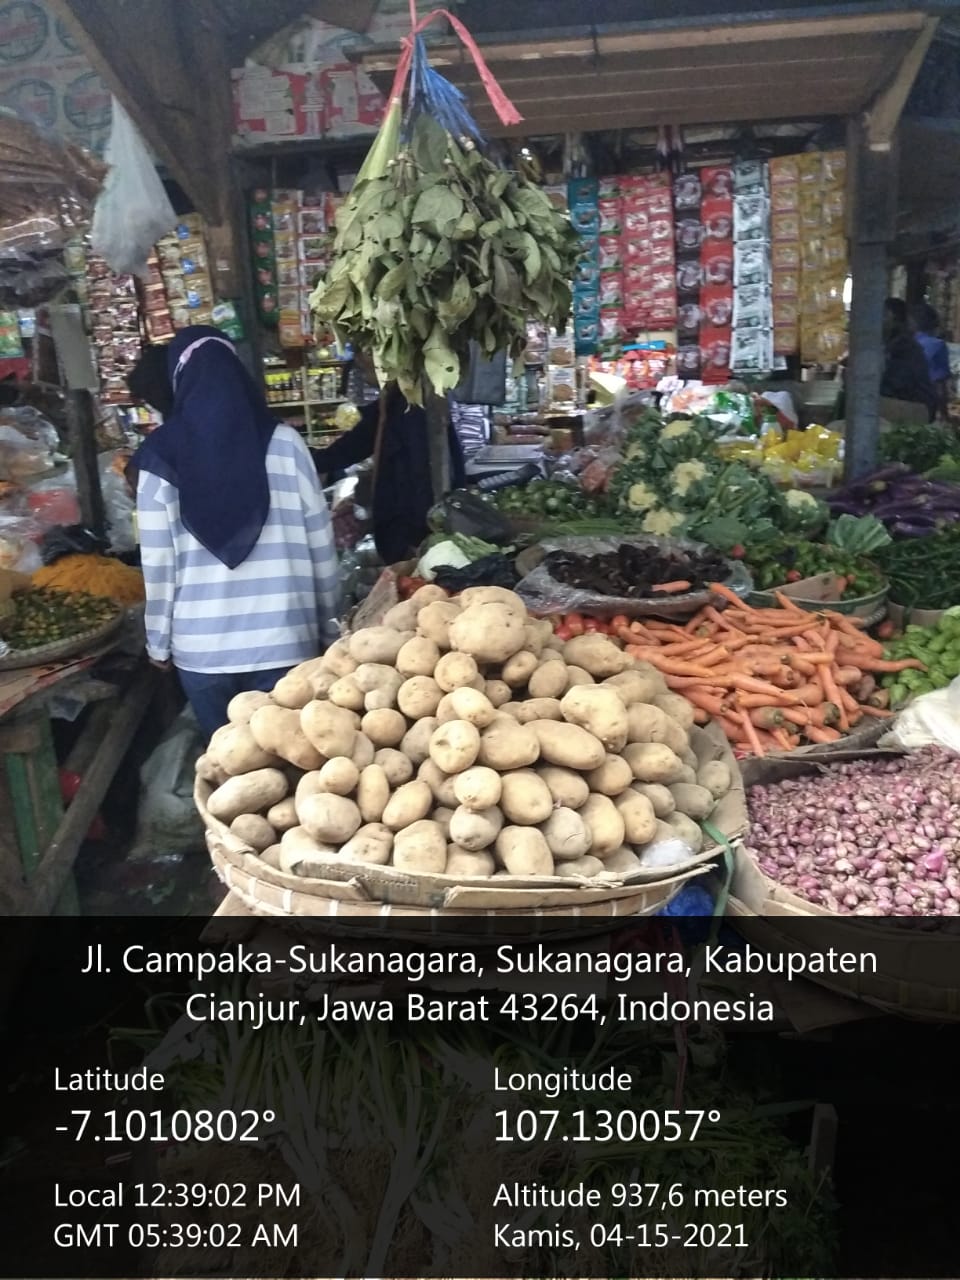 Jl. Campaka-Sukanagara, Sukanagara, Kabupaten
Cianjur, Jawa Barat 43264, Indonesia
Latitude
-7.1010802°
Longitude
107.130057°
Local 12:39:02 PM
GMT 05:39:02 AM
Altitude 937,6 meters
Kamis, 04-15-2021